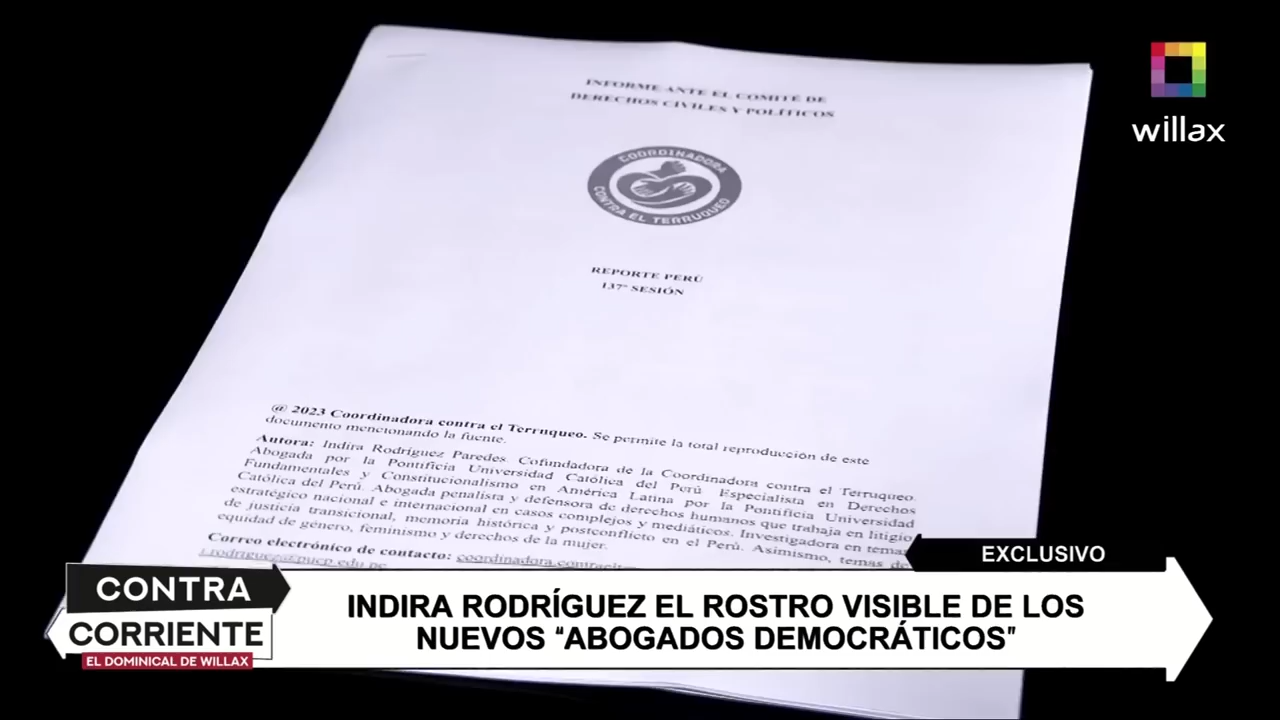 willax
INFORME ANTE EL COMITÉ DE
DERECHOS CIVILES Y POLÍTICOS
COORDINADORA
CONTRA EL TERRUQUEO
REPORTE PERÚ
137° SESIÓN
@ 2023 Coordinadora contra el Terruqueo. Se permite la total reproducción de este
documento mencionando la fuente.
Autora: Indira Rodríguez Paredes. Cofundadora de la Coordinadora contra el Terruqueo.
Abogada por la Pontificia Universidad Católica del Perú. Especialista en Derechos
Fundamentales y Constitucionalismo en América Latina por la Pontificia Universidad
Católica del Perú. Abogada penalista y defensora de derechos humanos que trabaja en litigio
estratégico nacional e internacional en casos complejos y mediáticos. Investigadora en temas
de justicia transicional, memoria histórica y postconflicto en el Perú. Asimismo, temas de
equidad de género, feminismo y derechos de la mujer.
Correo electrónico de contacto:
EXCLUSIVO
CONTRA
CORRIENTE
EL DOMINICAL DE WILLAX
INDIRA RODRÍGUEZ EL ROSTRO VISIBLE DE LOS
NUEVOS “ABOGADOS DEMOCRÁTICOS”